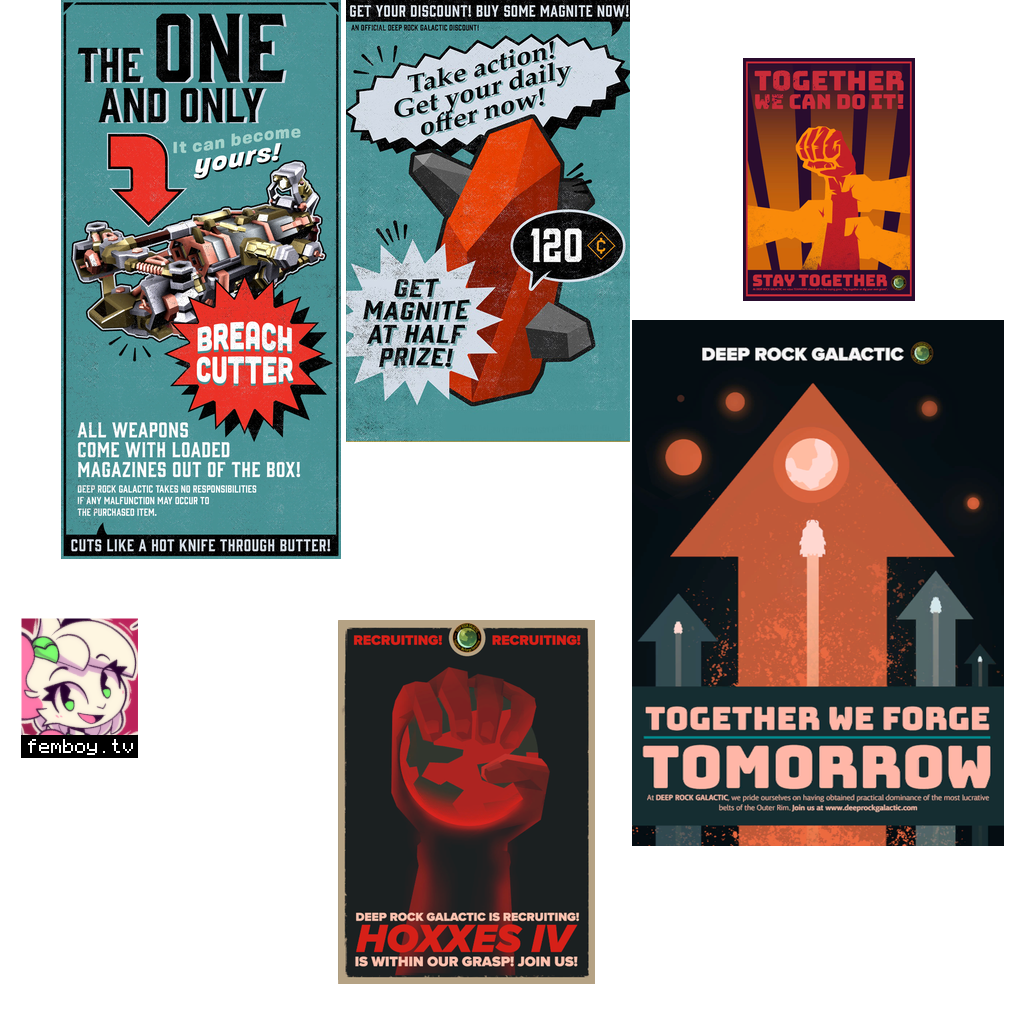 THE ONE
AND ONLY
It can become
yours!
BREACH
CUTTER
ALL WEAPONS
COME WITH LOADED
MAGAZINES OUT OF THE BOX!
DEEP ROCK GALACTIC TAKES NO RESPONSIBILITIES
IF ANY MALFUNCTION MAY OCCUR TO
THE PURCHASED ITEM.
CUTS LIKE A HOT KNIFE THROUGH BUTTER!
GET YOUR DISCOUNT! BUY SOME MAGNITE NOW!
AN OFFICIAL DEEP ROCK GALACTIC DISCOUNT!
Take action!
Get your daily
offer now!
120
GET
MAGNITE
AT HALF
PRIZE!
TOGETHER
WE CAN DO IT!
STAY TOGETHER
DEEP ROCK GALACTIC
TOGETHER WE FORGE
TOMORROW
At DEEP ROCK GALACTIC, we pride ourselves on having obtained practical dominance of the most lucrative
belts of the Outer Rim. Join us at www.deeprockgalactic.com
femboy.tv
RECRUITING! RECRUITING!
DEEP ROCK GALACTIC IS RECRUITING!
HOXXES IV
IS WITHIN OUR GRASP! JOIN US!